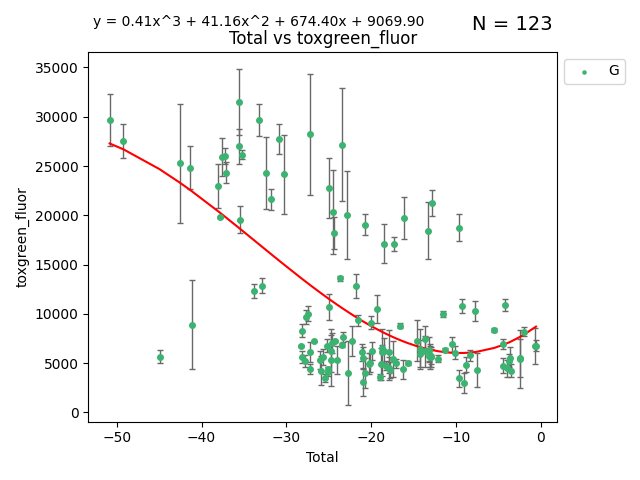 y = 0.41x^3 + 41.16x^2 + 674.40x + 9069.90
N = 123
Total vs toxgreen_fluor
G
35000
30000
25000
20000
15000
10000
5000
0
toxgreen_fluor
−50 −40 −30 −20 −10 0
Total